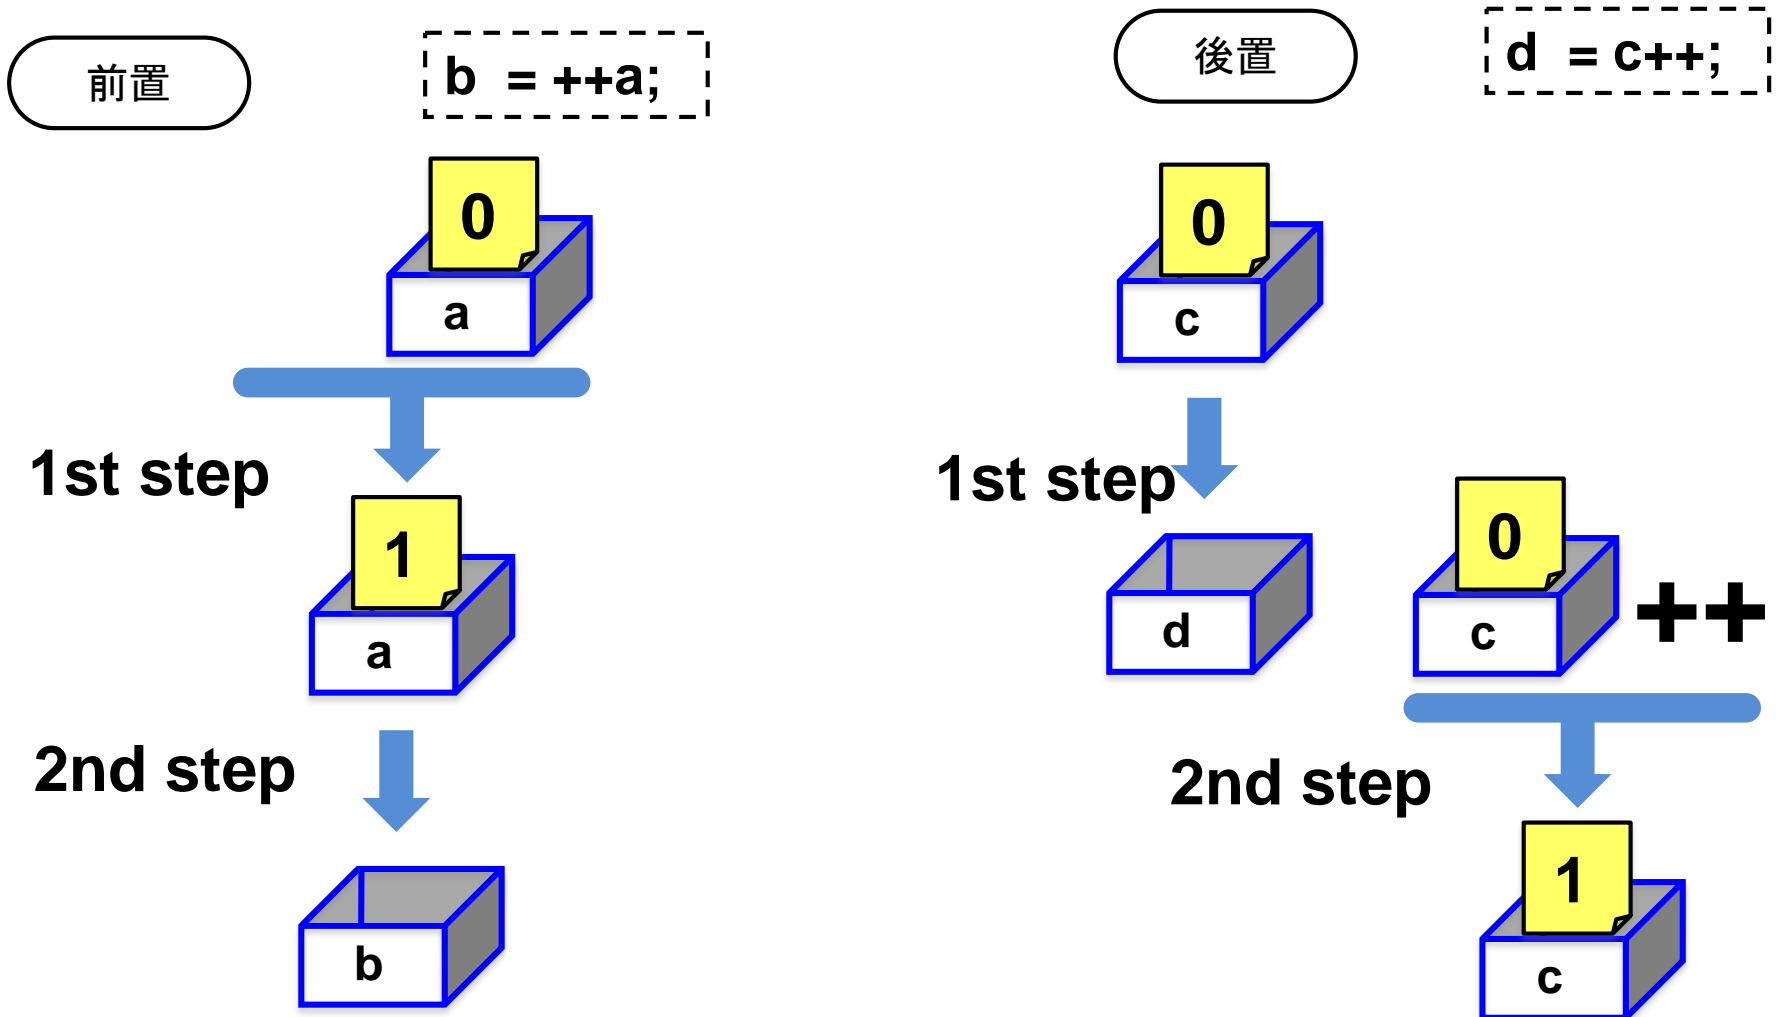 前置
b = ++a;
0
a
1st step
1
a
2nd step
b
後置
d = c++;
0
c
1st step
d
0
c
++
2nd step
1
c